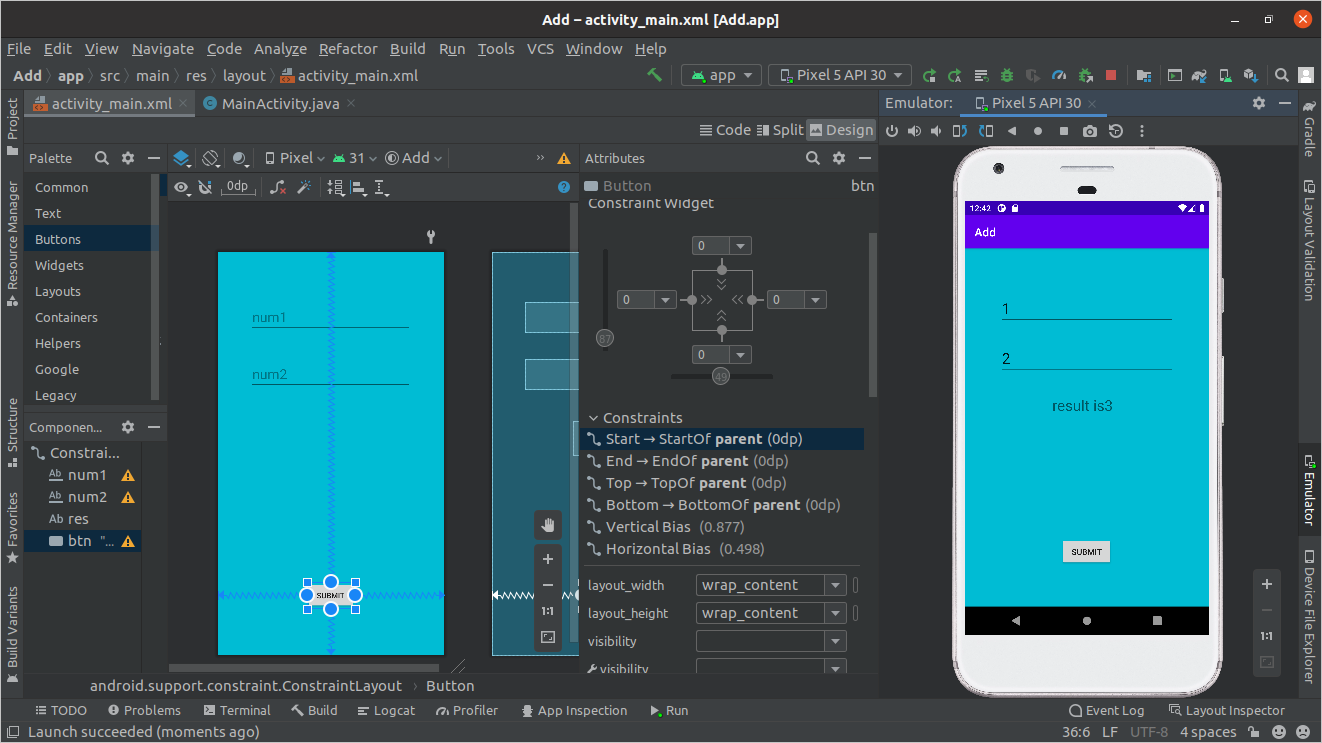 Add – activity_main.xml [Add.app]
File Edit View Navigate Code Analyze Refactor Build Run Tools VCS Window Help
Add app src main res layout activity_main.xml app Pixel 5 API 30
activity_main.xml MainActivity.java Emulator: Pixel 5 API 30
Code Split Design
Palette Pixel 31 Add Attributes
0dp
Button btn
Constraint Widget
Common
Text
Buttons
Widgets
Layouts
Containers
Helpers
Google
Legacy
Componen...
Constrai...
Ab num1
Ab num2
Ab res
btn "...
num1
num2
SUBMIT
1:1
0
0
0
0
87
49
Constraints
Start → StartOf parent (0dp)
End → EndOf parent (0dp)
Top → TopOf parent (0dp)
Bottom → BottomOf parent (0dp)
Vertical Bias (0.877)
Horizontal Bias (0.498)
layout_width wrap_content
layout_height wrap_content
visibility
visibility
12:42
Add
1
2
result is3
SUBMIT
1:1
Project
Resource Manager
Structure
Favorites
Build Variants
Gradle
Layout Validation
Emulator
Device File Explorer
android.support.constraint.ConstraintLayout Button
TODO Problems Terminal Build Logcat Profiler App Inspection Run Event Log Layout Inspector
Launch succeeded (moments ago) 36:6 LF UTF-8 4 spaces